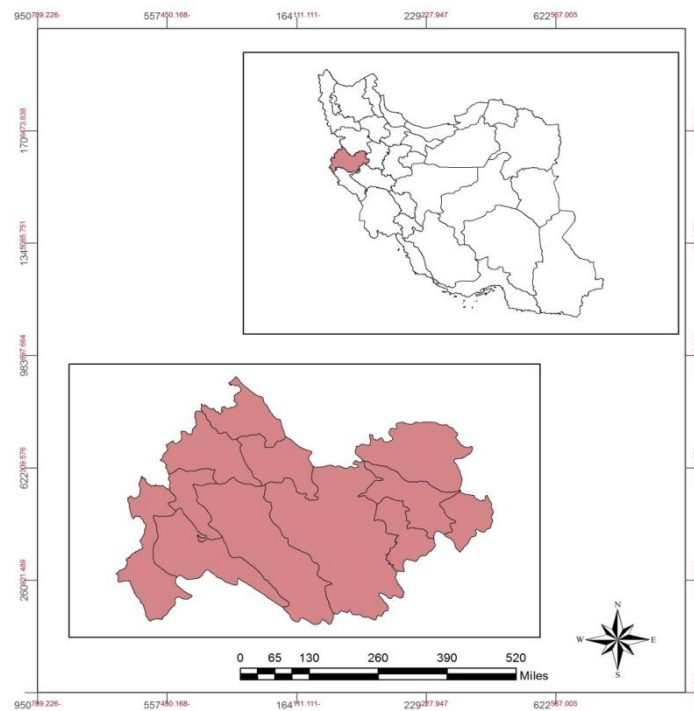 950789.226- 557450.168- 164111.111- 229227.947 622567.005
1706473.838
1345085.751
983697.664
622309.576
260921.489
N
W E
S
0 65 130 260 390 520
Miles
950789.226- 557450.168- 164111.111- 229227.947 622567.005